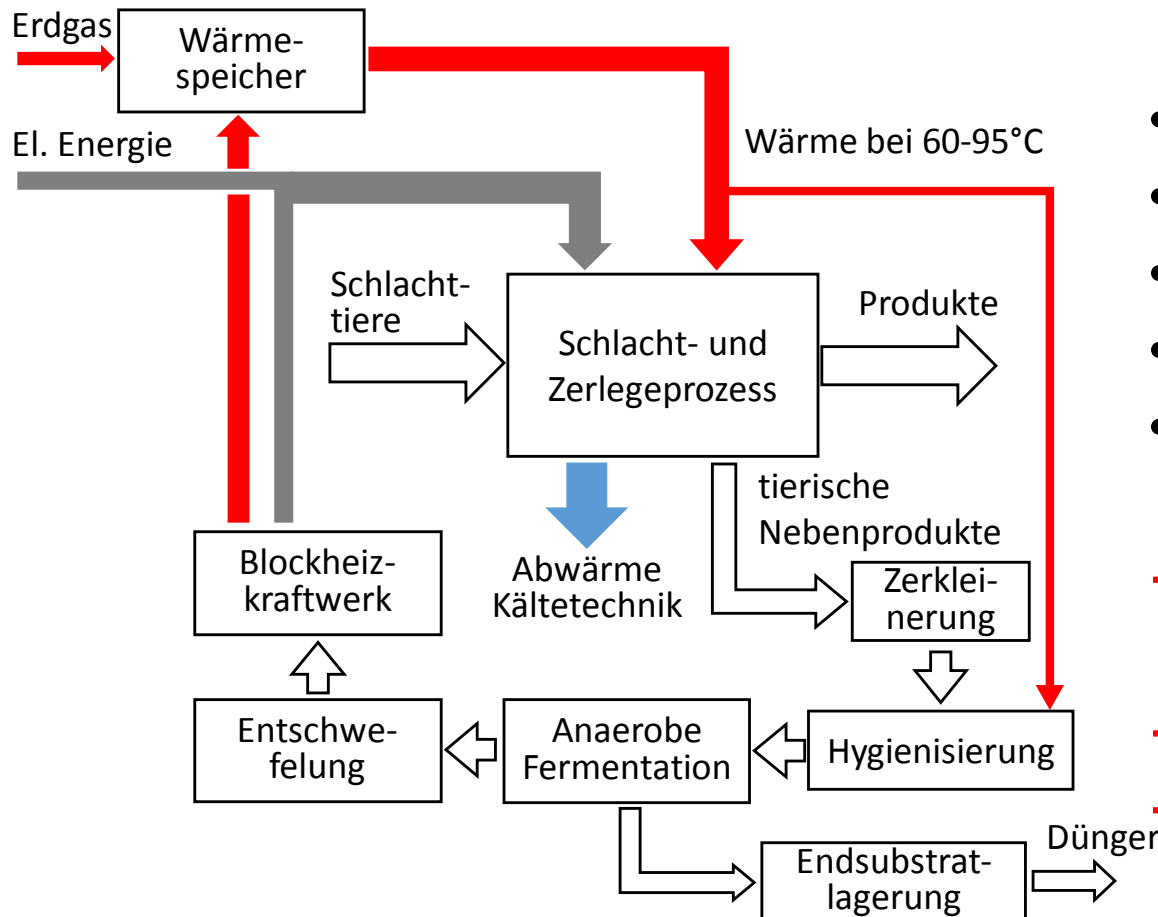 Erdgas
Wärme-
speicher
El. Energie
Wärme bei 60-95°C
Schlacht-
tiere
Produkte
Schlacht- und
Zerlegeprozess
tierische
Nebenprodukte
Blockheiz-
kraftwerk
Abwärme
Kältetechnik
Zerklei-
nerung
Entschwe-
felung
Anaerobe
Fermentation
Hygienisierung
Dünger
Endsubstrat-
lagerung